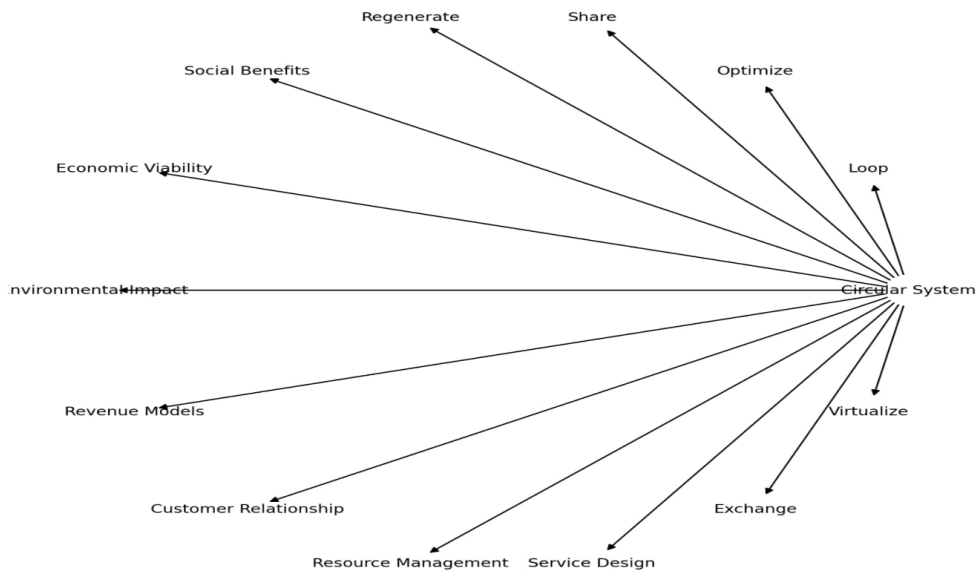 Regenerate
Share
Social Benefits
Optimize
Economic Viability
Loop
nvironmental Impact
Circular System
Revenue Models
Virtualize
Customer Relationship
Exchange
Resource Management
Service Design